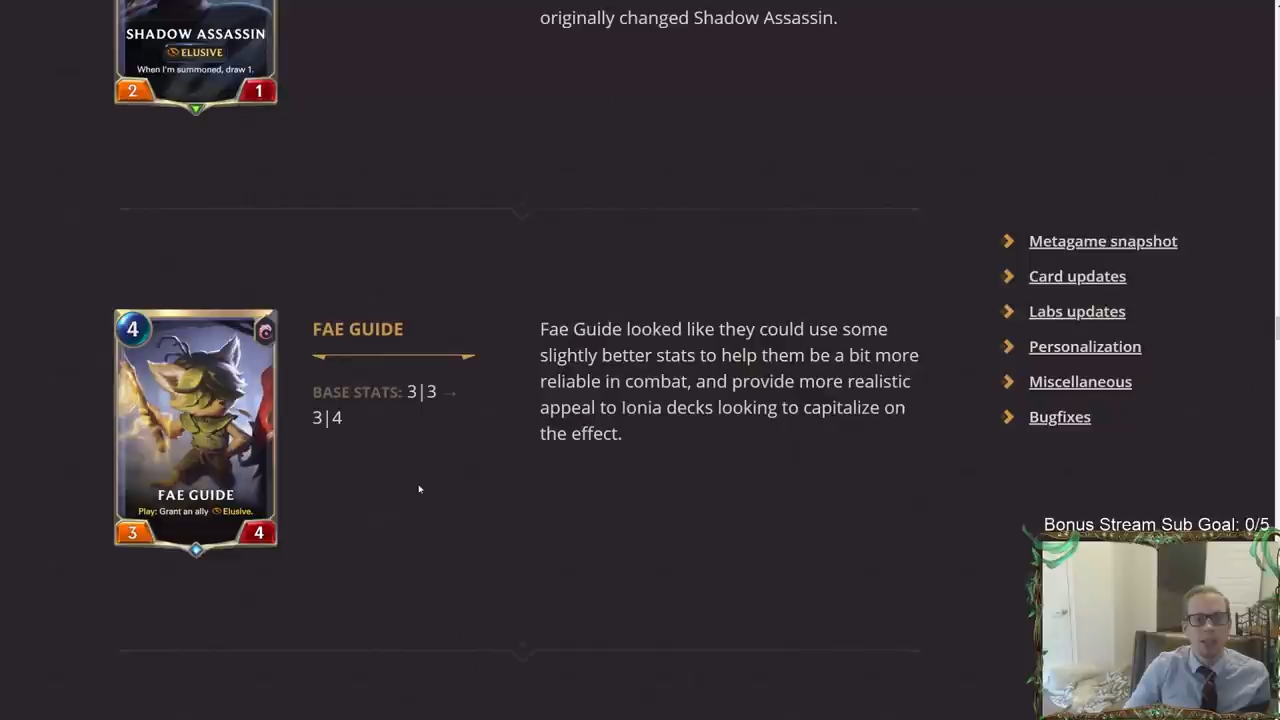 originally changed Shadow Assassin.
SHADOW ASSASSIN
ELUSIVE
When I'm summoned, draw 1.
2
1
Metagame snapshot
Card updates
Labs updates
Personalization
Miscellaneous
Bugfixes
4
FAE GUIDE
Play: Grant an ally Elusive.
3
4
FAE GUIDE
BASE STATS: 3|3 →
3|4
Fae Guide looked like they could use some
slightly better stats to help them be a bit more
reliable in combat, and provide more realistic
appeal to Ionia decks looking to capitalize on
the effect.
Bonus Stream Sub Goal: 0/5